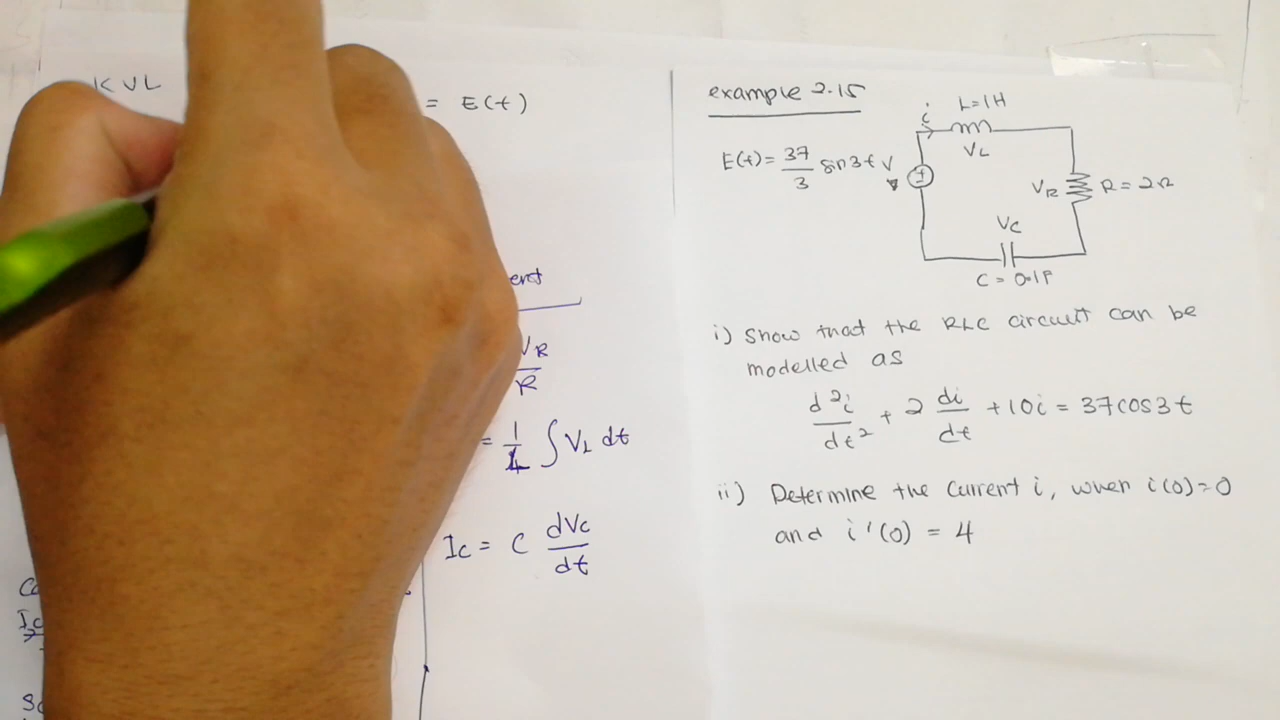 KVL
= E(t)
ent
VR
R
= 1/L ∫ VL dt
Ic = C dVc/dt
example 2.15
E(t) = 37/3 sin3t V
i
L=1H
VL
VR
R = 2Ω
Vc
C = 0.1F
i) Show that the RLC circuit can be
modelled as
d²i/dt² + 2 di/dt + 10i = 37cos3t
ii) Determine the current i, when i(0)=0
and i'(0) = 4